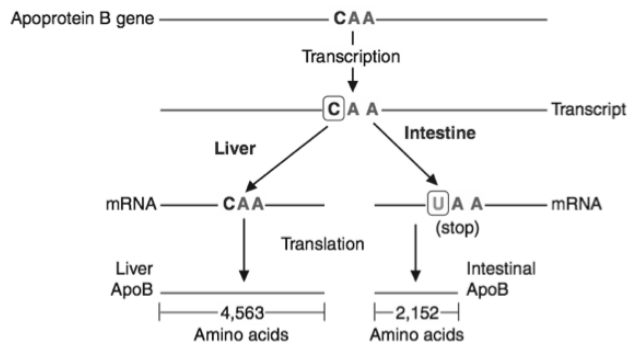 Apoprotein B gene CAA
Transcription
CAA Transcript
Liver Intestine
mRNA CAA UAA mRNA
(stop)
Translation
Liver ApoB Intestinal ApoB
4,563 2,152
Amino acids Amino acids